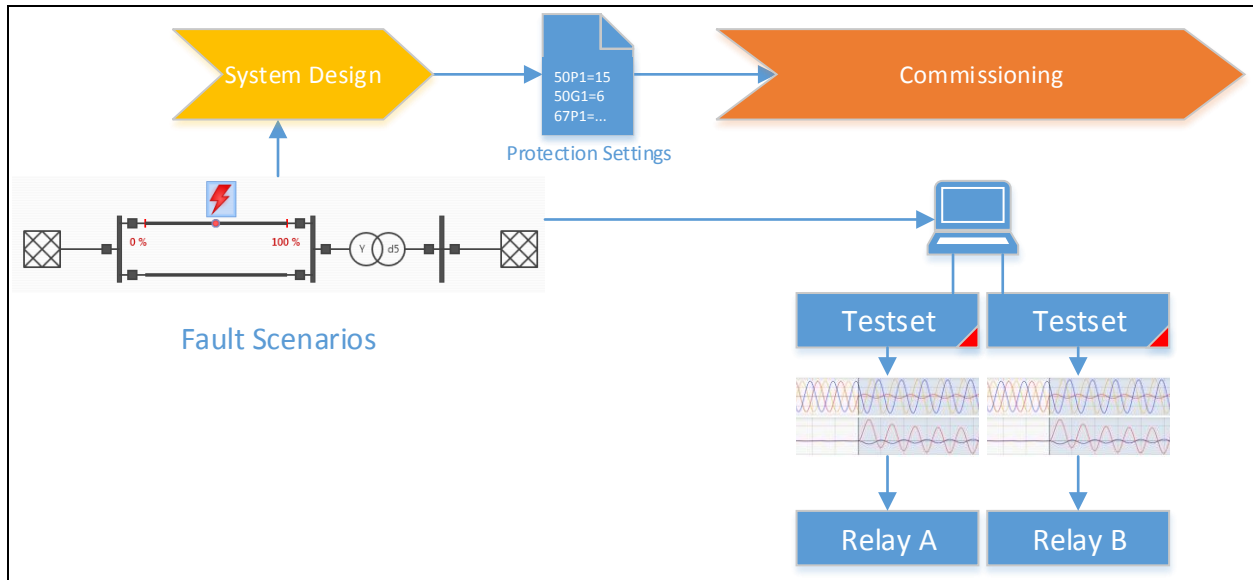 System Design
50P1=15
50G1=6
67P1=...
Protection Settings
Commissioning
0 %
100 %
Y
d5
Fault Scenarios
Testset
Testset
Relay A
Relay B